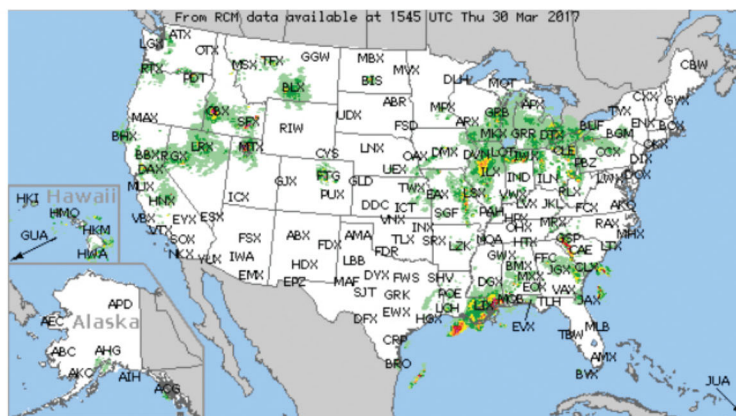 From RCM data available at 1545 UTC Thu 30 Mar 2017
ATX
LGX
OTX
GGW
MBX
CBW
TFX
MSX
MVX
RTX
PDT
DLH
MQT
BIS
BLX
CXX
GYX
ABR
MPX
APX
GPB
TYX
CBX
SFX
UDX
ARX
BUF
ENX
BOX
MAX
RIW
FSD
MKX
GRR
DTX
BGM
OKX
BHX
LRX
MTX
LNX
DMX
DVN
LOT
IWX
CLE
CCX
DIX
BBX
RGX
CYS
OAX
PBZ
DOX
DAX
UEX
ILX
IND
ILN
LWX
FTG
GJX
GLD
TWX
RLX
MUX
HNX
ICX
PUX
EAX
LSX
VWX
LVX
JKL
FCX
AKQ
Hawaii
HKI
HMO
DDC
ICT
SGF
PAH
HPX
VBX
EYX
ESX
VNX
OHX
MRX
MHX
GUA
HKM
VTX
INX
RAX
SOX
FSX
ABX
AMA
TLX
SRX
NQA
HTX
GSP
LTX
HWA
NKX
YUX
IWA
FDX
FDR
LZK
CAE
LBB
GWX
FFC
HDX
BMX
CLX
EMX
EPZ
MAF
DYX
FWS
SHV
DGX
MXX
JGX
APD
SJT
GRK
POE
EOX
VAX
AEC
Alaska
LCH
LIX
MOB
TLH
JAX
DFX
EWX
HGX
EVX
ABC
AHG
CRP
TBW
MLB
AKC
AIH
BRO
AMX
JUA
ACG
BYX